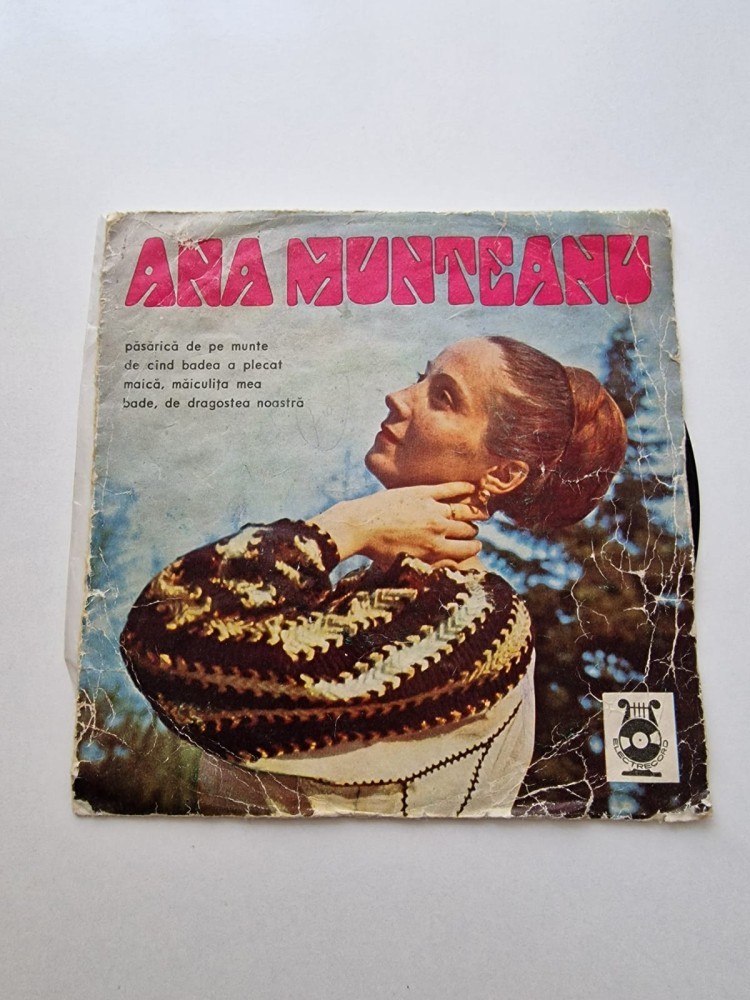 ANA MUNTEANU
păsărică de pe munte
de cînd badea a plecat
maică, măiculița mea
bade, de dragostea noastră
ELECTRECORD